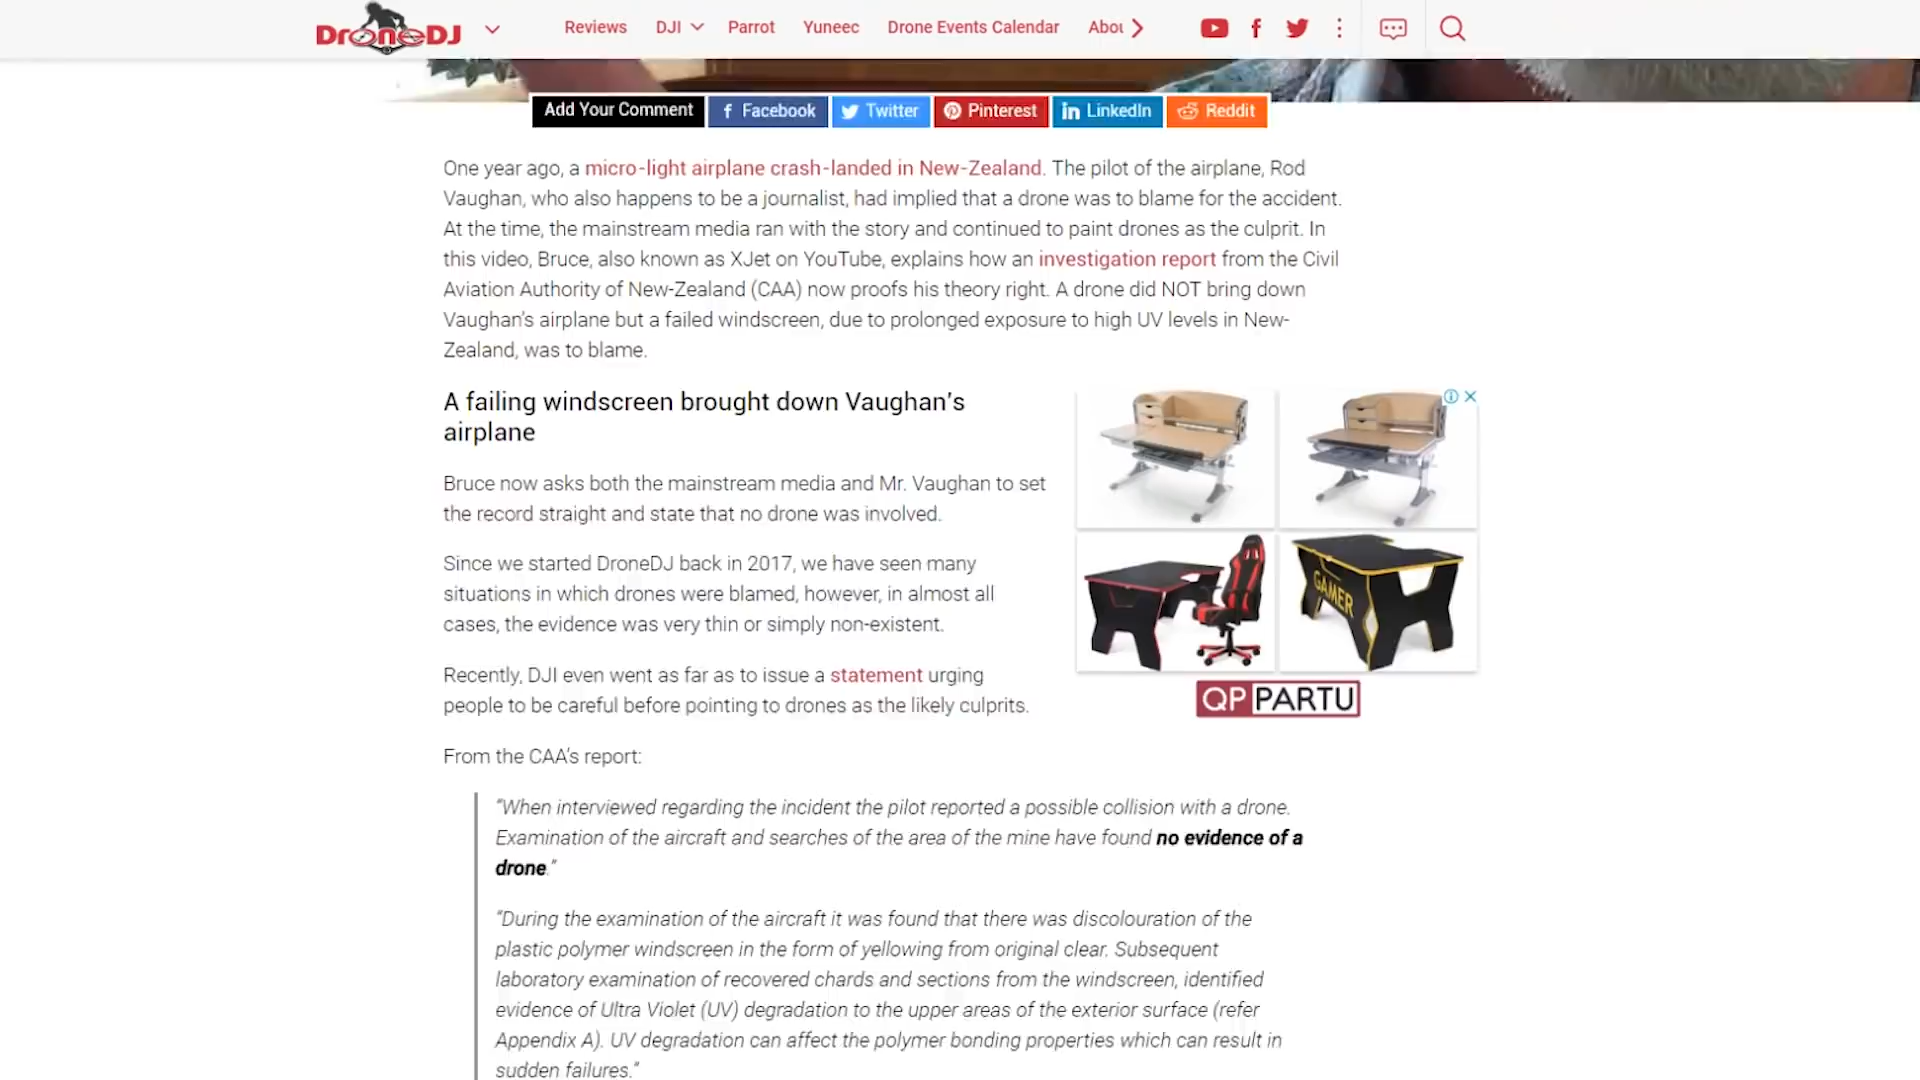 DroneDJ
Reviews DJI Parrot Yuneec Drone Events Calendar Abou
Add Your Comment Facebook Twitter Pinterest LinkedIn Reddit
One year ago, a micro-light airplane crash-landed in New-Zealand. The pilot of the airplane, Rod
Vaughan, who also happens to be a journalist, had implied that a drone was to blame for the accident.
At the time, the mainstream media ran with the story and continued to paint drones as the culprit. In
this video, Bruce, also known as XJet on YouTube, explains how an investigation report from the Civil
Aviation Authority of New-Zealand (CAA) now proofs his theory right. A drone did NOT bring down
Vaughan's airplane but a failed windscreen, due to prolonged exposure to high UV levels in New-
Zealand, was to blame.
A failing windscreen brought down Vaughan's
airplane
Bruce now asks both the mainstream media and Mr. Vaughan to set
the record straight and state that no drone was involved.
Since we started DroneDJ back in 2017, we have seen many
situations in which drones were blamed, however, in almost all
cases, the evidence was very thin or simply non-existent.
Recently, DJI even went as far as to issue a statement urging
people to be careful before pointing to drones as the likely culprits.
GAMER
QP PARTU
From the CAA's report:
"When interviewed regarding the incident the pilot reported a possible collision with a drone.
Examination of the aircraft and searches of the area of the mine have found no evidence of a
drone."
"During the examination of the aircraft it was found that there was discolouration of the
plastic polymer windscreen in the form of yellowing from original clear. Subsequent
laboratory examination of recovered chards and sections from the windscreen, identified
evidence of Ultra Violet (UV) degradation to the upper areas of the exterior surface (refer
Appendix A). UV degradation can affect the polymer bonding properties which can result in
sudden failures."